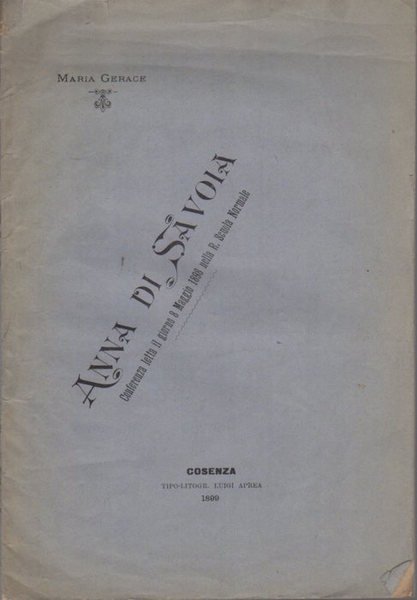 MARIA GERACE
ANNA DI SAVOIA
Conferenza letta il giorno 8 Maggio 1898 nella R. Scuola Normale
COSENZA
TIPO-LITOGR. LUIGI APREA
1899